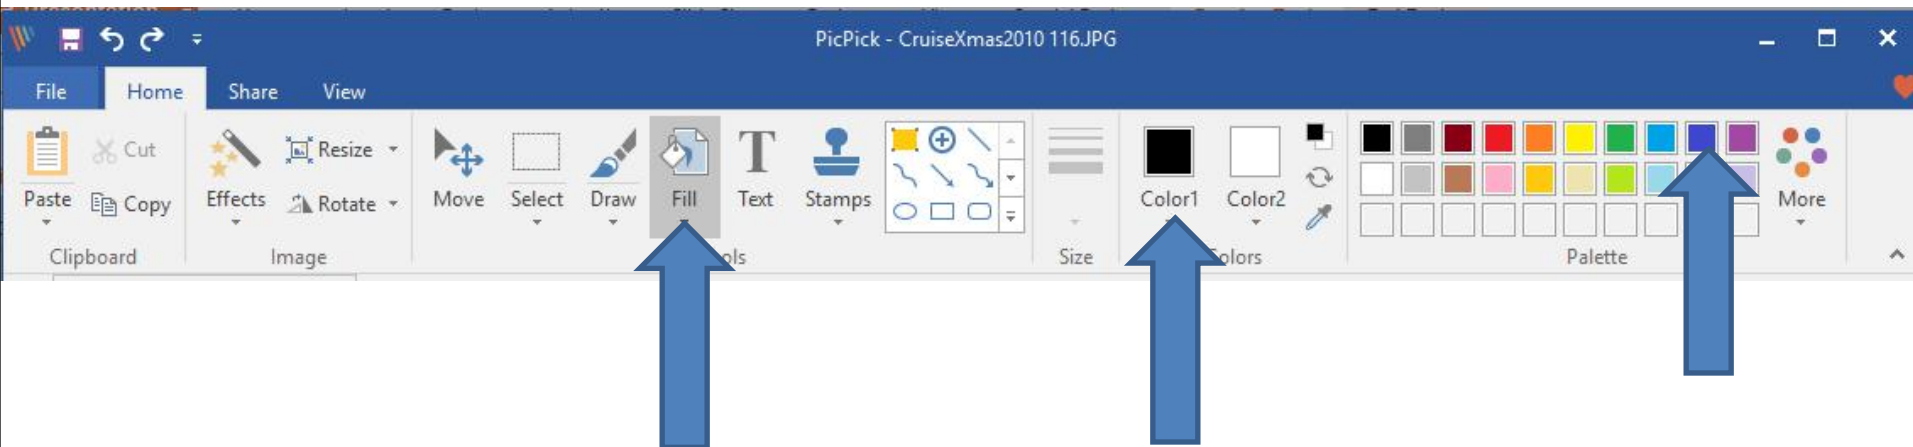 PicPick - CruiseXmas2010 116.JPG
File Home Share View
Paste Cut Copy
Effects Resize Rotate
Move Select Draw Fill Text Stamps
Color1 Color2
More
Clipboard Image Size Palette